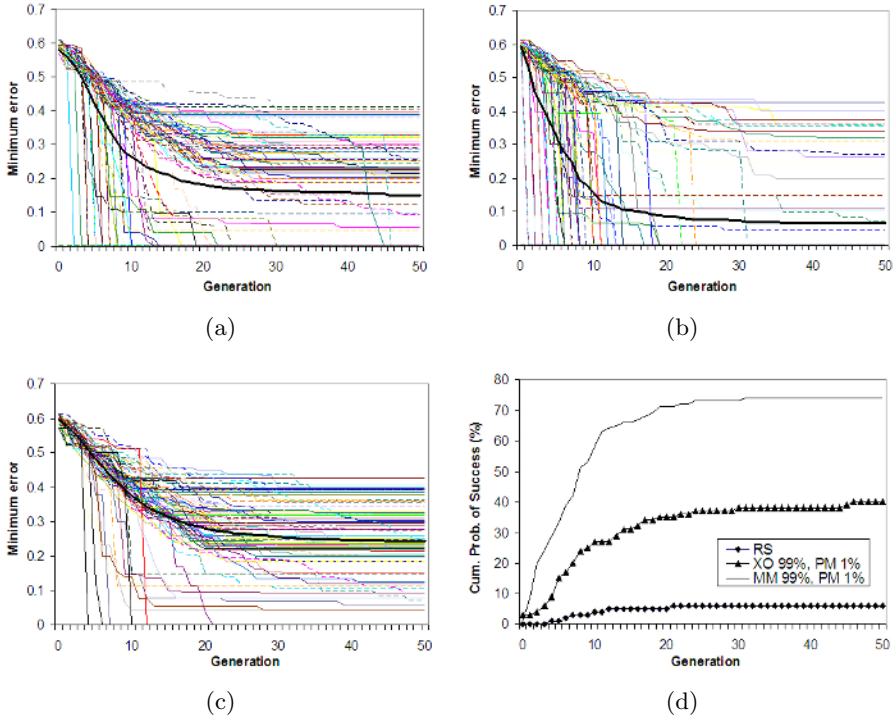 0.7
0.6
0.5
0.4
0.3
0.2
0.1
0
Minimum error
0 10 20 30 40 50
Generation
(a)
0.7
0.6
0.5
0.4
0.3
0.2
0.1
0
Minimum error
0 10 20 30 40 50
Generation
(b)
0.7
0.6
0.5
0.4
0.3
0.2
0.1
0
Minimum error
0 10 20 30 40 50
Generation
(c)
80
70
60
50
40
30
20
10
0
Cum. Prob. of Success (%)
RS
XO 99%, PM 1%
MM 99%, PM 1%
0 10 20 30 40 50
Generation
(d)